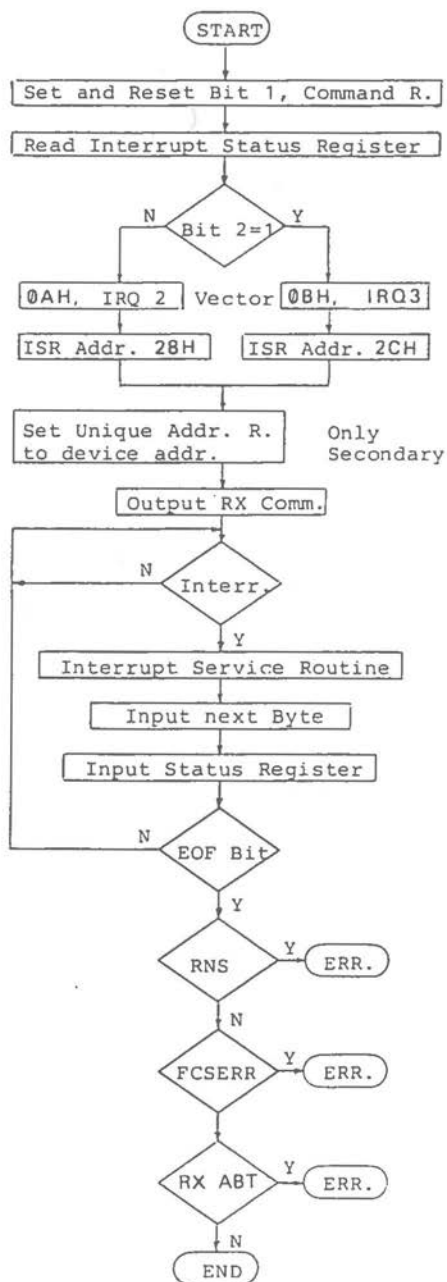 START
Set and Reset Bit 1, Command R.
Read Interrupt Status Register
N
Y
Bit 2=1
0AH, IRQ 2
Vector
0BH, IRQ3
ISR Addr. 28H
ISR Addr. 2CH
Set Unique Addr. R.
to device addr.
Only
Secondary
Output RX Comm.
N
Interr.
Y
Interrupt Service Routine
Input next Byte
Input Status Register
N
EOF Bit
Y
RNS
Y
ERR.
N
FCSERR
Y
ERR.
RX ABT
Y
ERR.
N
END